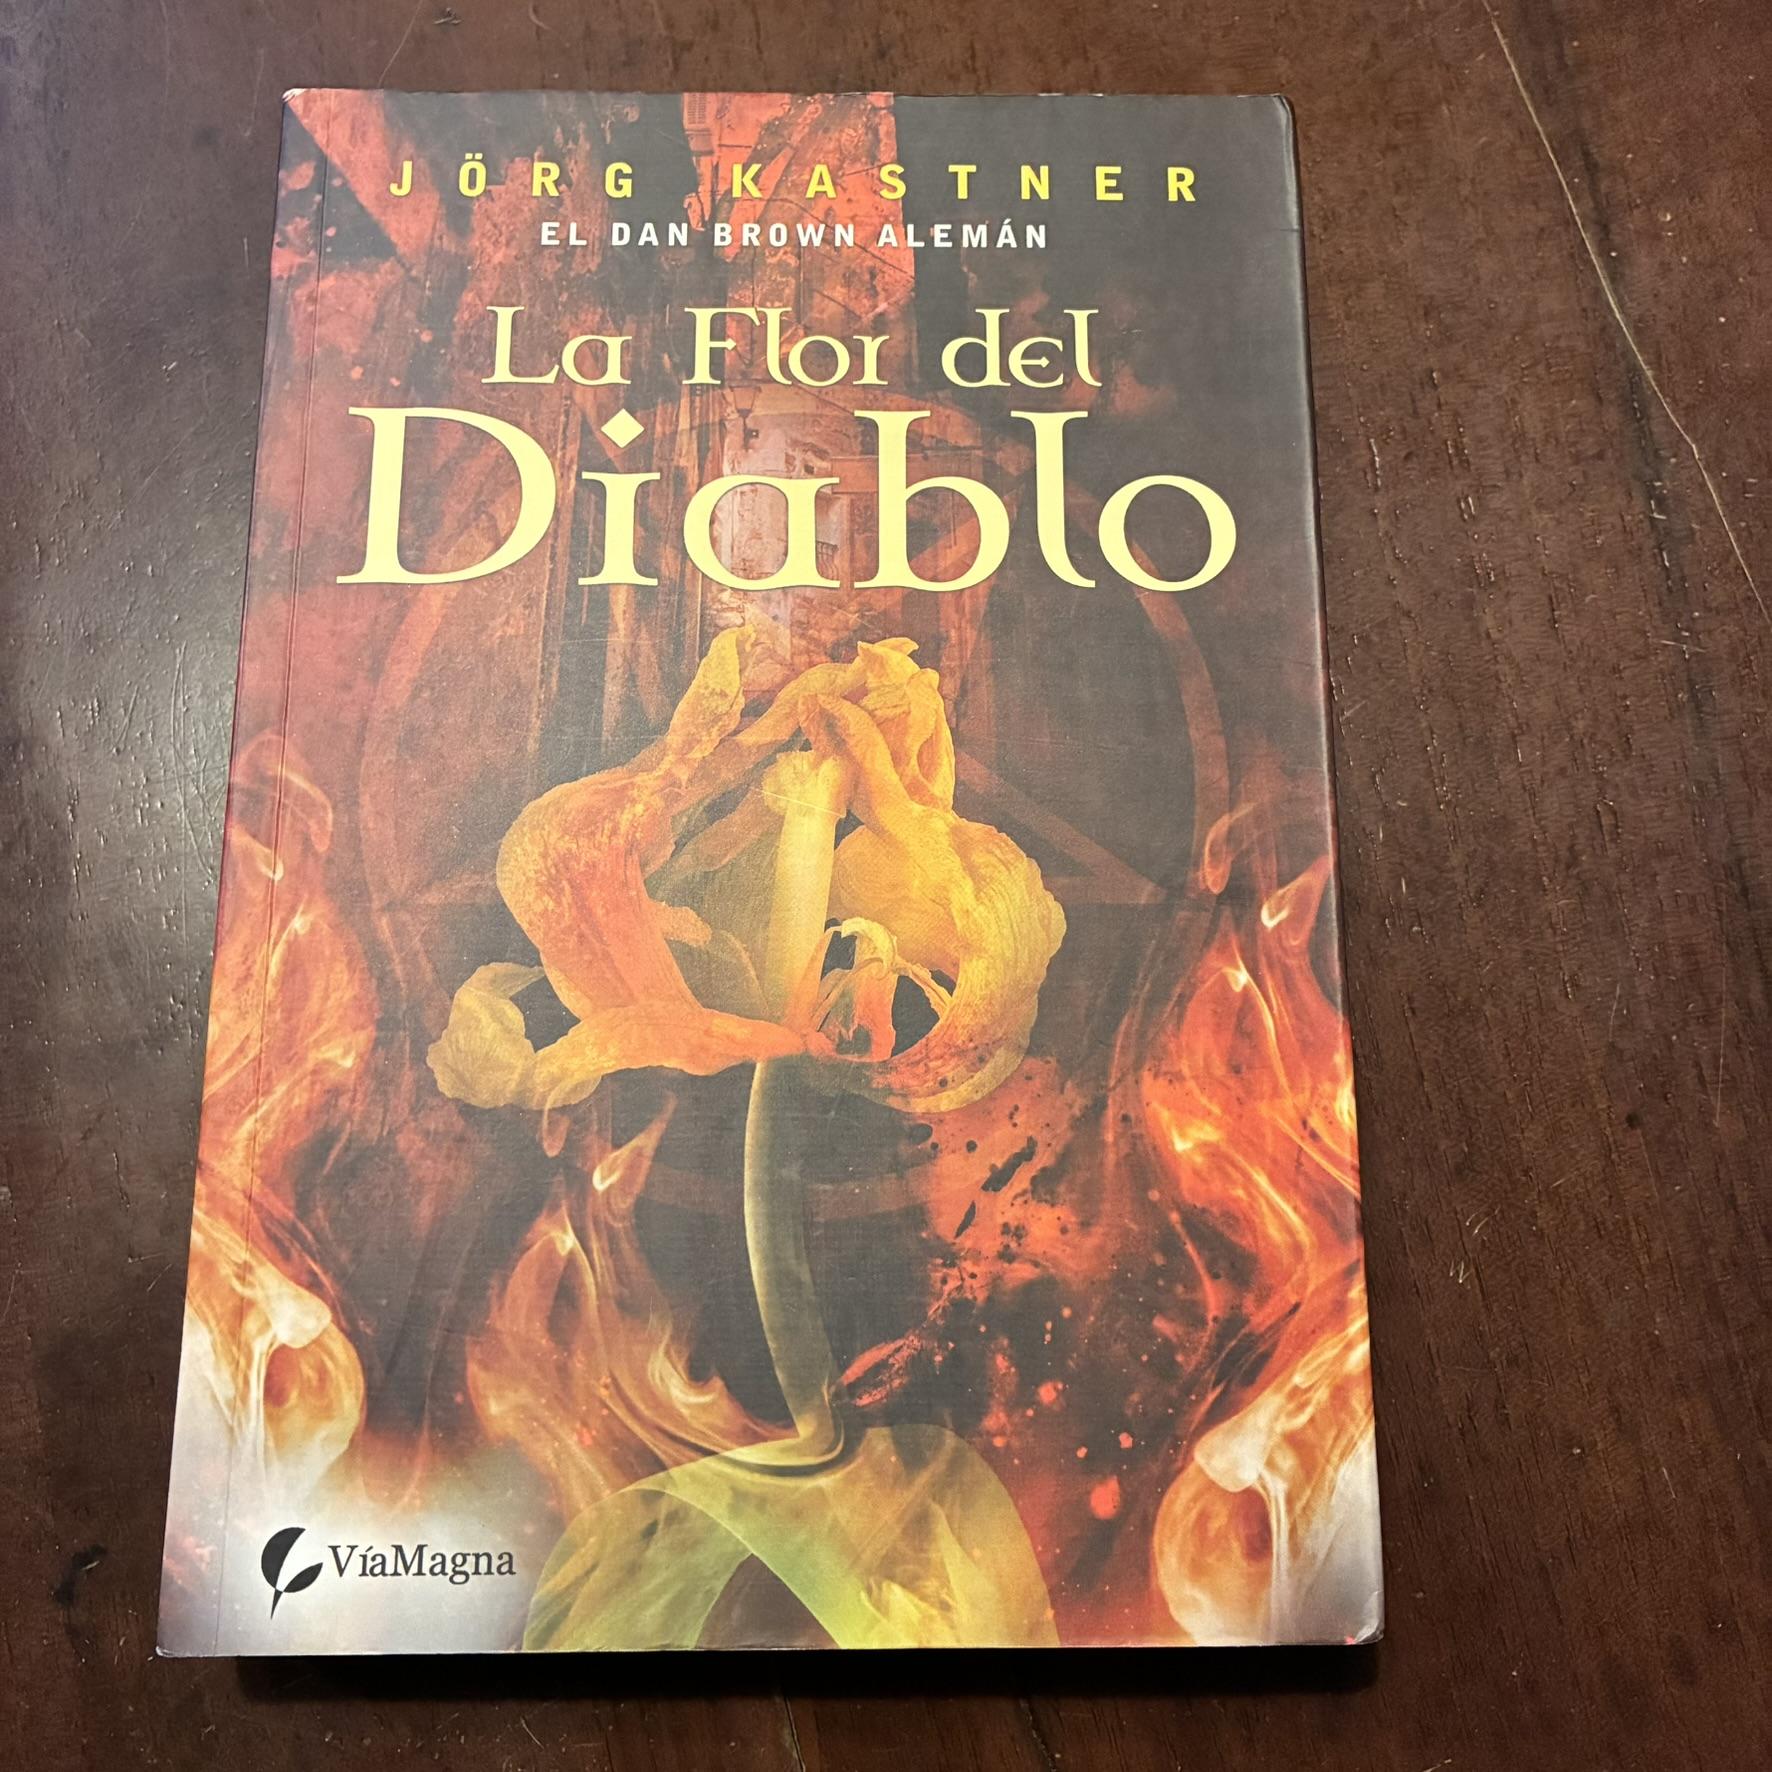 JÖRG KASTNER
EL DAN BROWN ALEMÁN
La Flor del
Diablo
VíaMagna